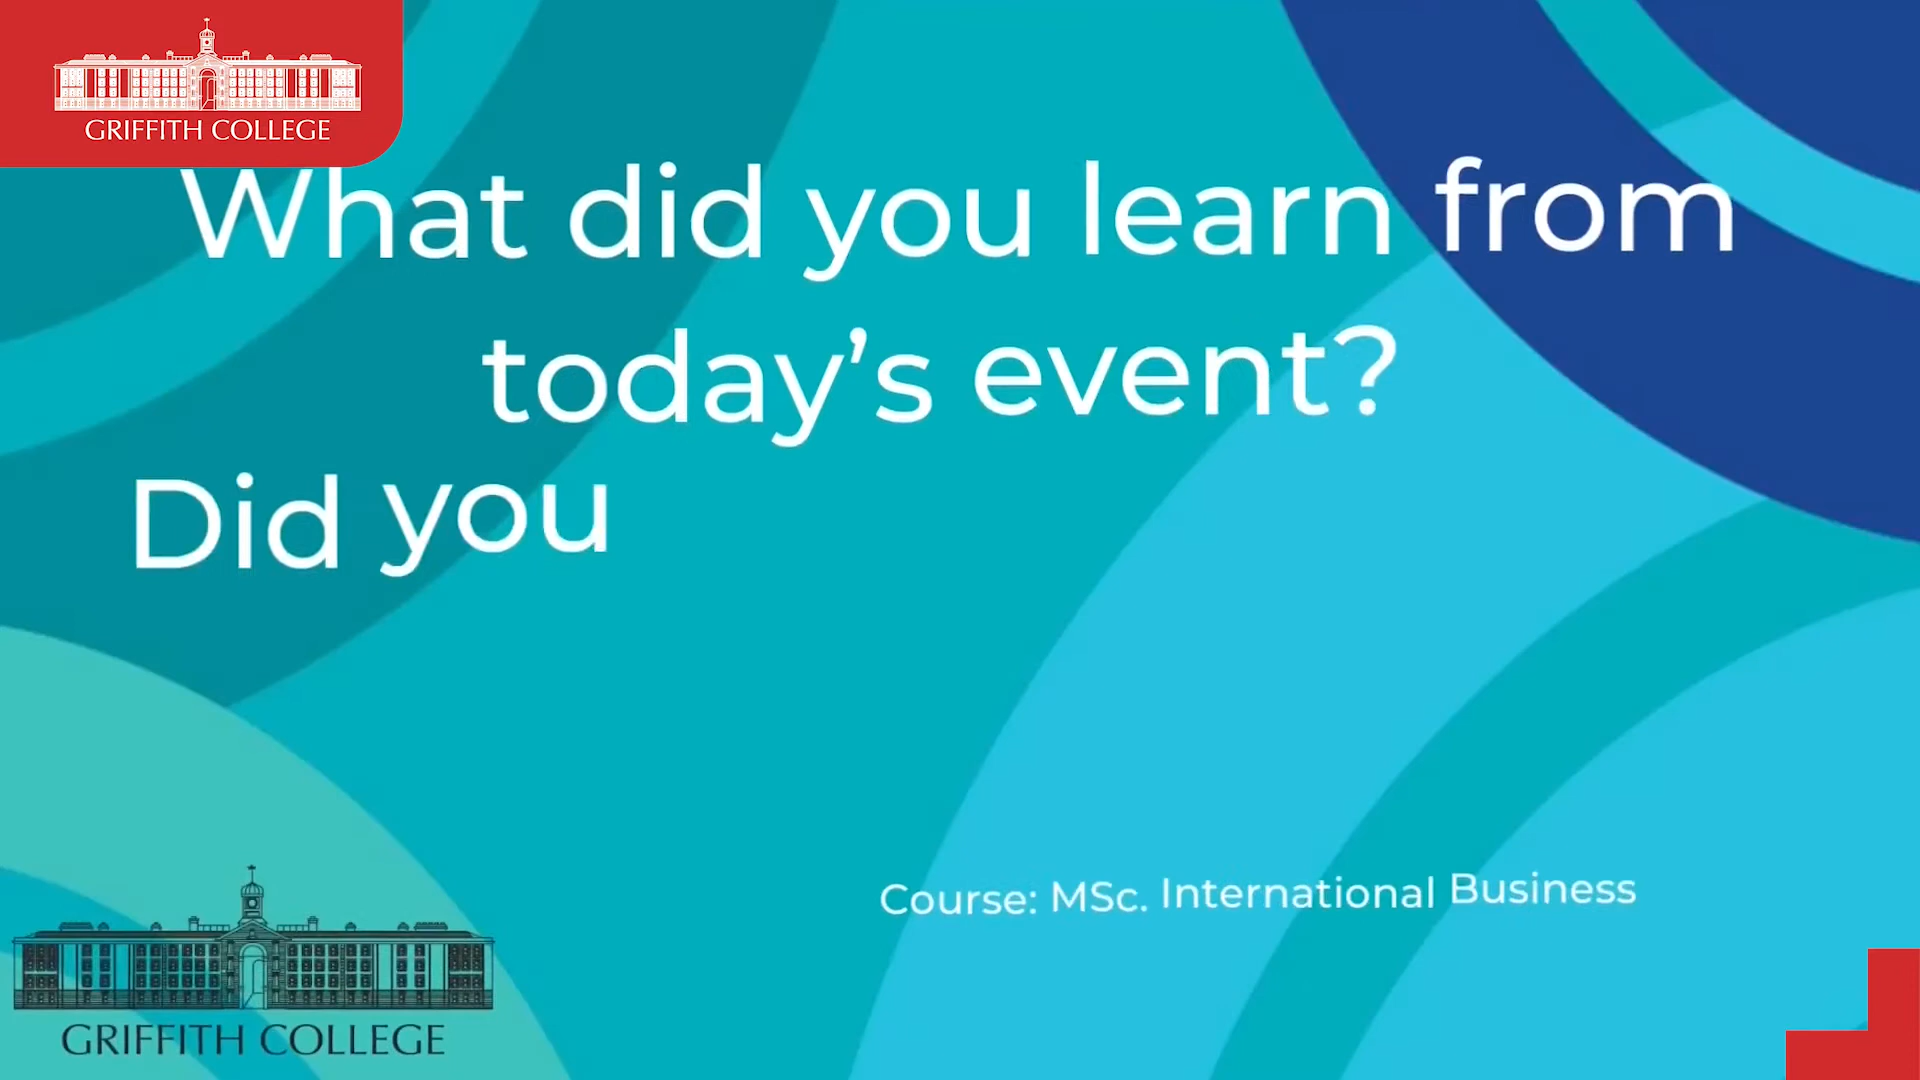 GRIFFITH COLLEGE
What did you learn from
today’s event?
Did you
Course: MSc. International Business
GRIFFITH COLLEGE